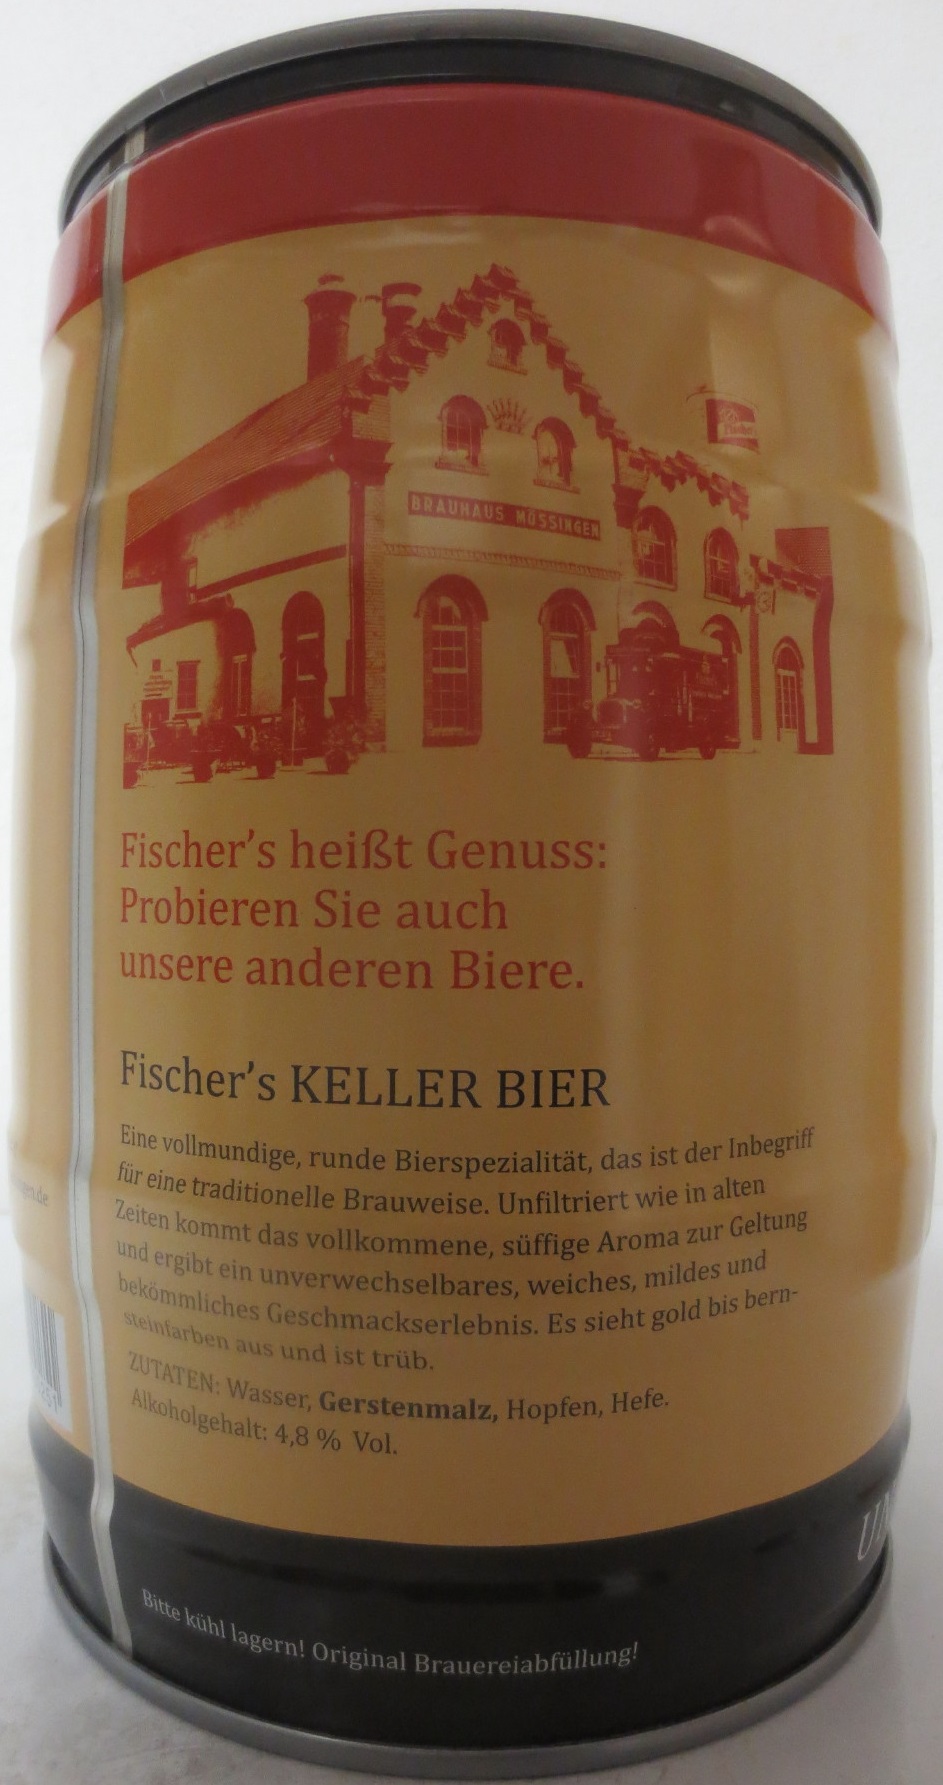 BRAUHAUS MÖSSINGEN
Fischer's heißt Genuss:
Probieren Sie auch
unsere anderen Biere.
Fischer's KELLER BIER
Eine vollmundige, runde Bierspezialität, das ist der Inbegriff
für eine traditionelle Brauweise. Unfiltriert wie in alten
Zeiten kommt das vollkommene, süffige Aroma zur Geltung
und ergibt ein unverwechselbares, weiches, mildes und
bekömmliches Geschmackserlebnis. Es sieht gold bis bern-
steinfarben aus und ist trüb.
ZUTATEN: Wasser, Gerstenmalz, Hopfen, Hefe.
Alkoholgehalt: 4,8 % Vol.
Bitte kühl lagern! Original Brauereiabfüllung!